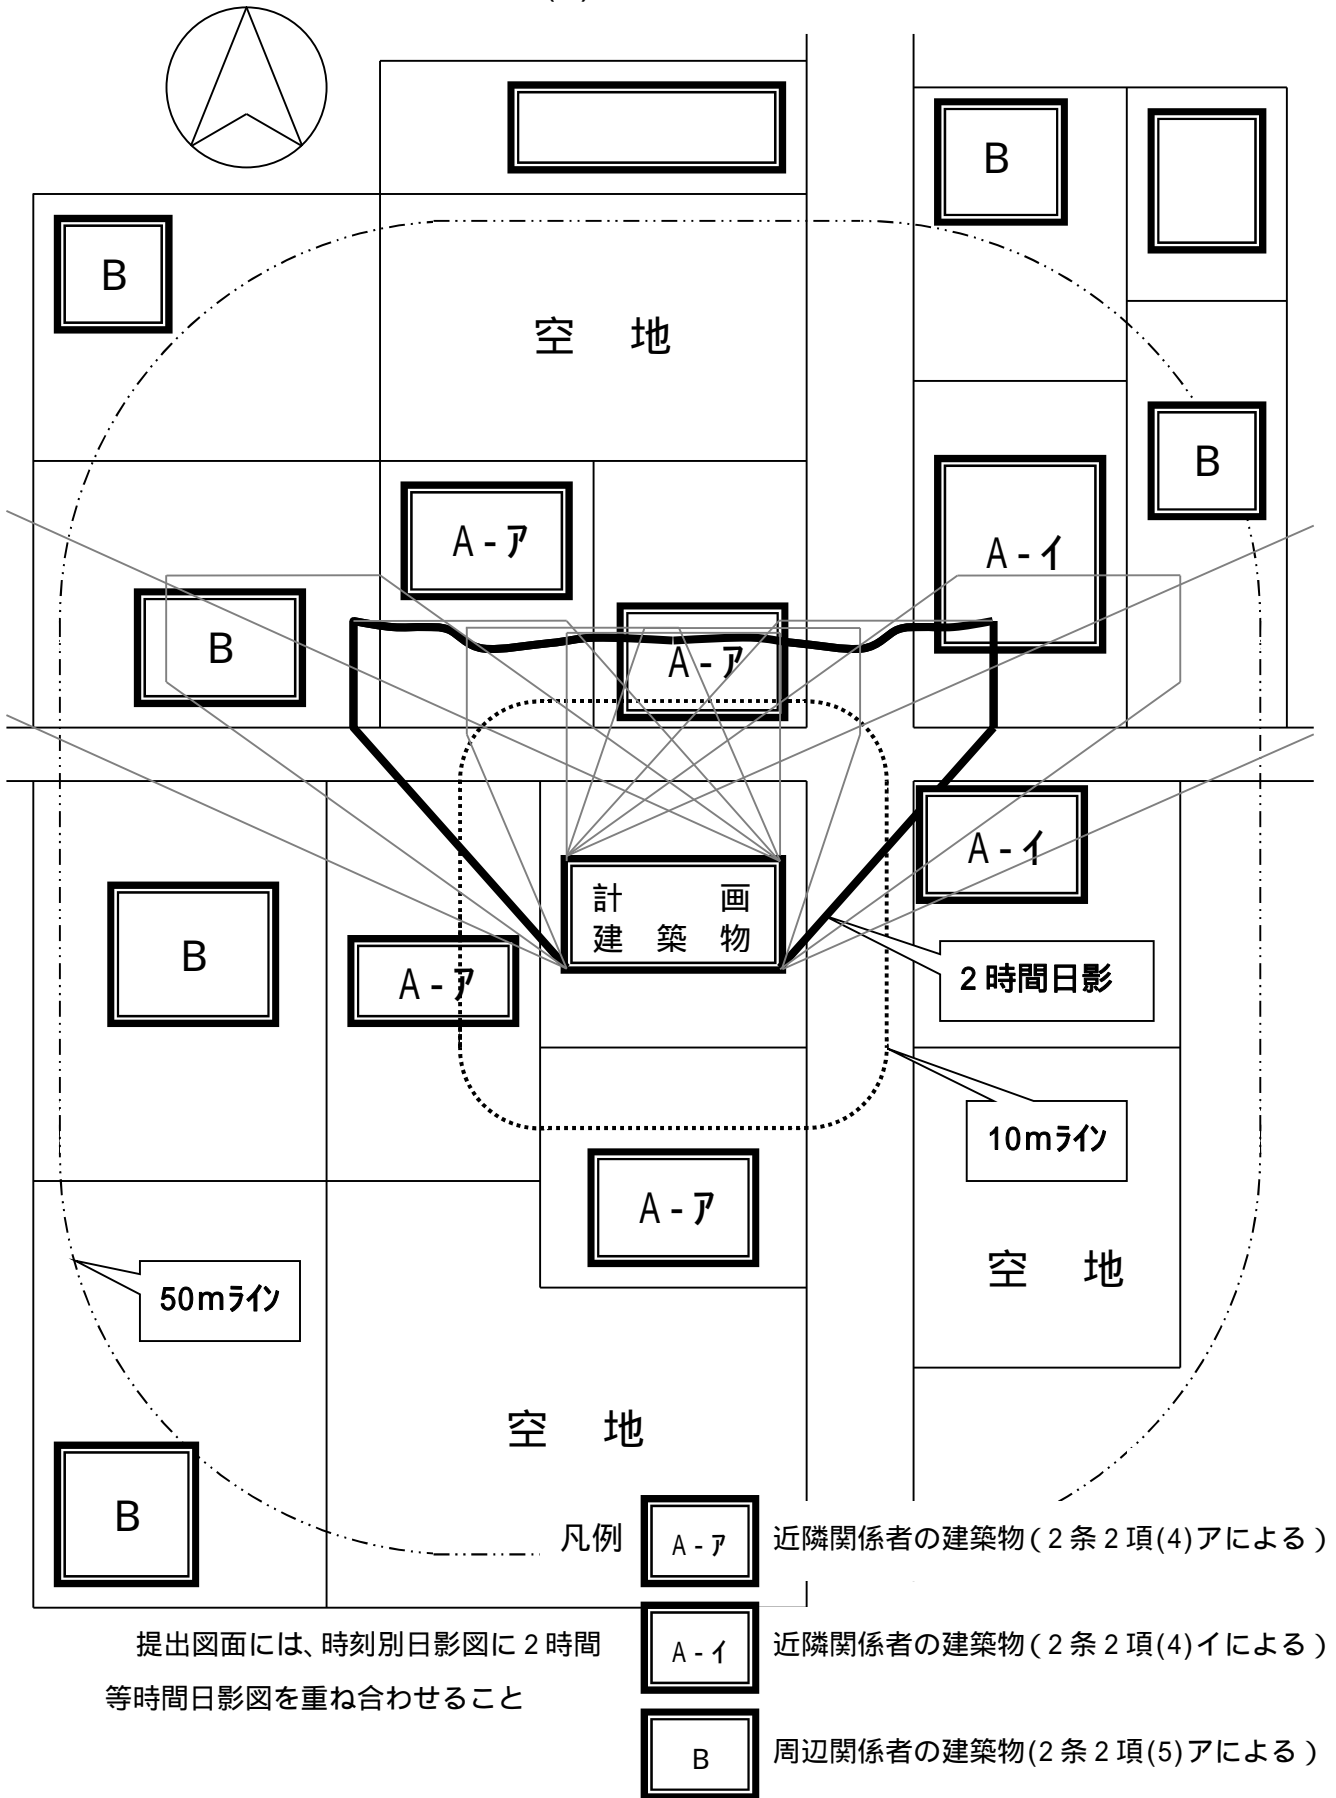 B
B
空 地
B
A-ア
A-イ
B
A-ア
A-イ
計 画
建 築 物
B
A-ア
2時間日影
10mライン
A-ア
空 地
50mライン
空 地
B
凡例
A-ア 近隣関係者の建築物(2条2項(4)アによる)
提出図面には、時刻別日影図に2時間
等時間日影図を重ね合わせること
A-イ 近隣関係者の建築物(2条2項(4)イによる)
B 周辺関係者の建築物(2条2項(5)アによる)